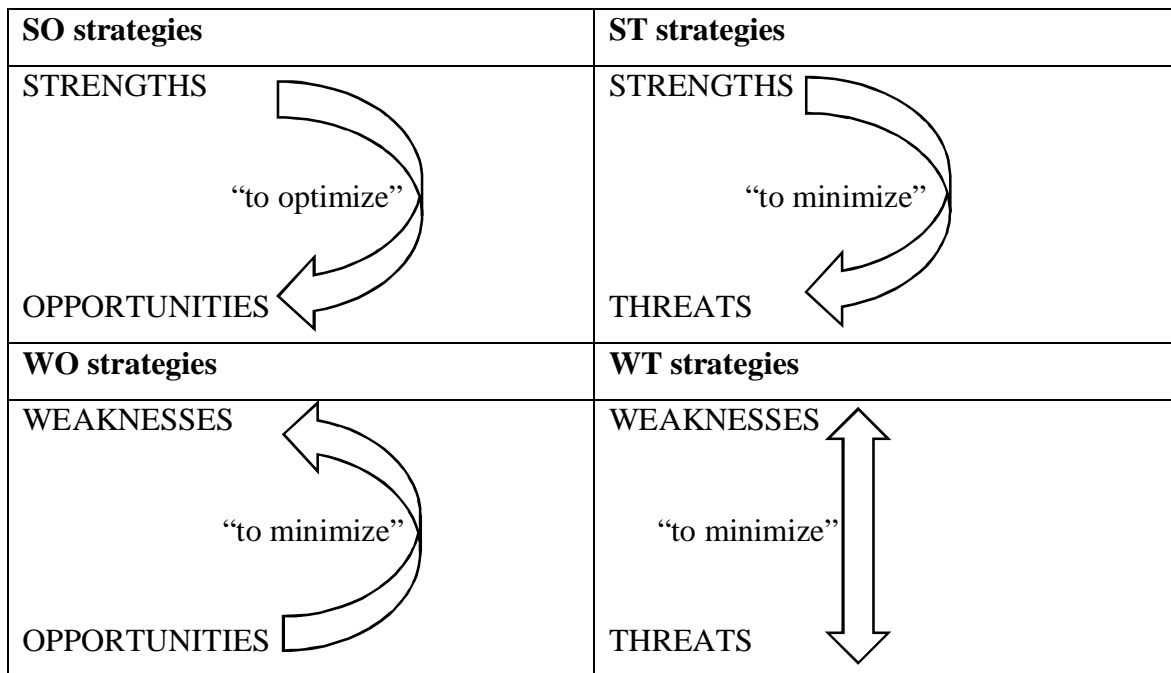 SO strategies
ST strategies
STRENGTHS
“to optimize”
OPPORTUNITIES
STRENGTHS
“to minimize”
THREATS
WO strategies
WT strategies
WEAKNESSES
“to minimize”
OPPORTUNITIES
WEAKNESSES
“to minimize”
THREATS